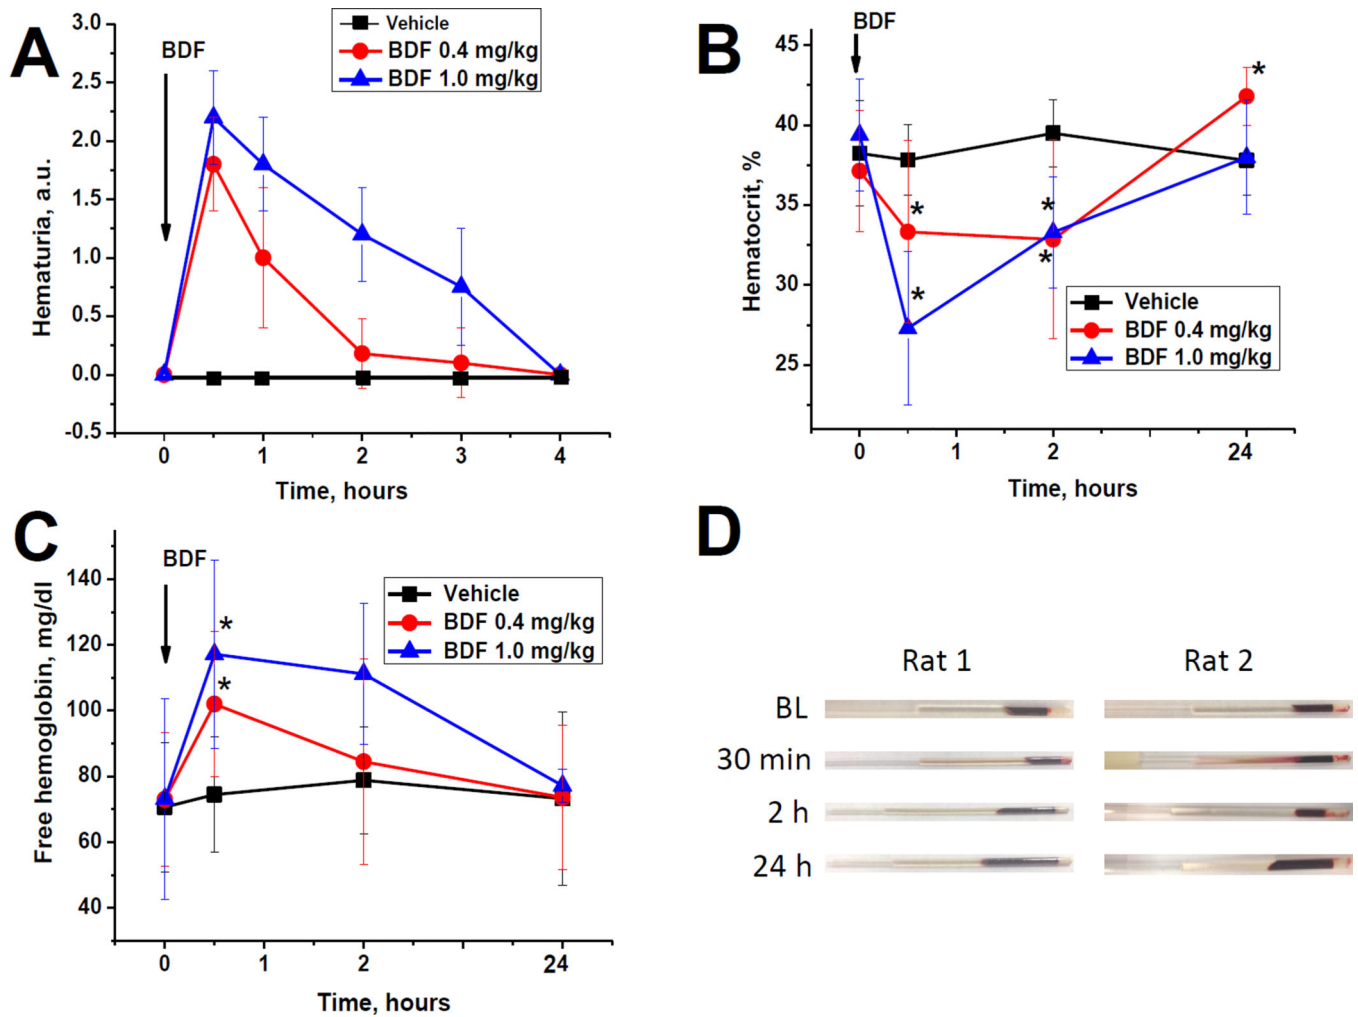 A
Hematuria, a.u.
3.0
2.5
2.0
1.5
1.0
0.5
0.0
-0.5
BDF
Vehicle
BDF 0.4 mg/kg
BDF 1.0 mg/kg
0 1 2 3 4
Time, hours
B
Hematocrit, %
45
40
35
30
25
BDF
*
*
*
*
*
Vehicle
BDF 0.4 mg/kg
BDF 1.0 mg/kg
0 1 2 24
Time, hours
C
Free hemoglobin, mg/dl
140
120
100
80
60
40
BDF
*
*
Vehicle
BDF 0.4 mg/kg
BDF 1.0 mg/kg
0 1 2 24
Time, hours
D
Rat 1 Rat 2
BL
30 min
2 h
24 h